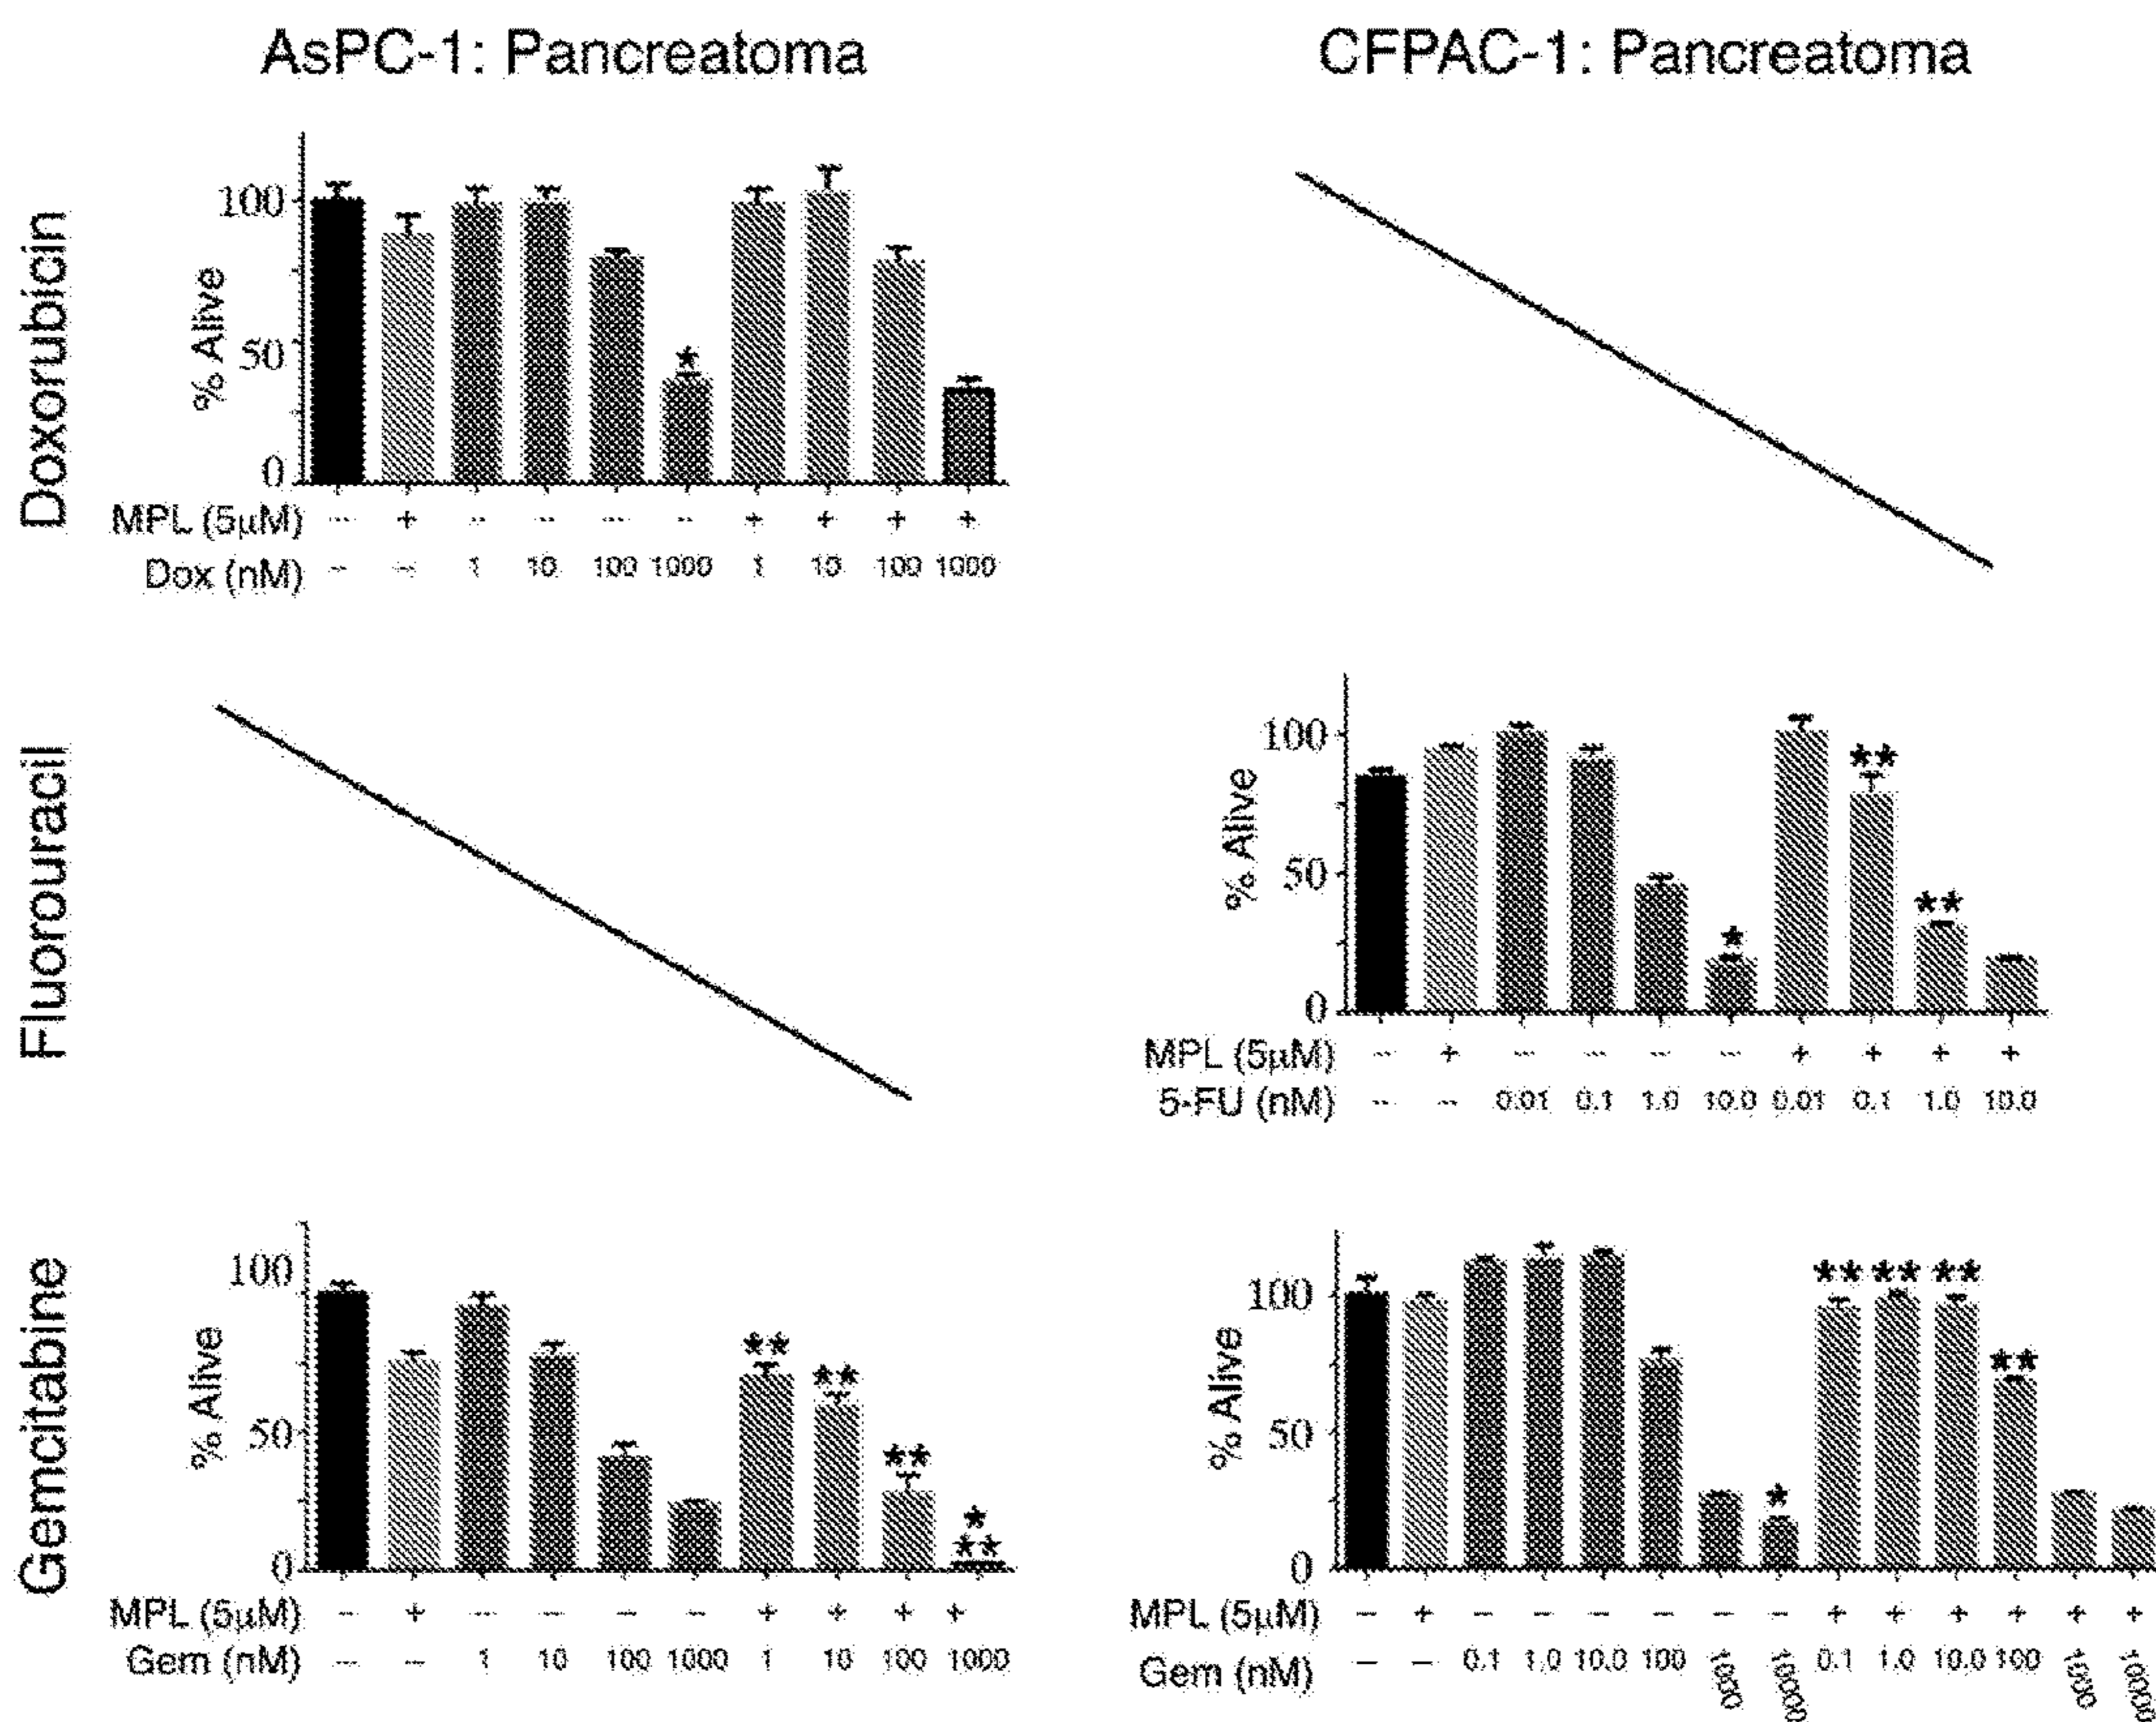 AsPC-1: Pancreatoma
CFPAC-1: Pancreatoma
Doxorubicin
% Alive
100
50
0
*
MPL (5µM) -- + -- -- -- -- + + + +
Dox (nM) -- -- 1 10 100 1000 1 10 100 1000
Fluorouracil
% Alive
100
50
0
*
**
**
MPL (5µM) -- + -- -- -- -- + + + +
5-FU (nM) -- -- 0.01 0.1 1.0 10.0 0.01 0.1 1.0 10.0
Gemcitabine
% Alive
100
50
0
**
**
**
*
**
MPL (5µM) -- + -- -- -- -- + + + +
Gem (nM) -- -- 1 10 100 1000 1 10 100 1000
% Alive
100
50
0
*
** ** **
**
MPL (5µM) – + – – – – – – + + + + + +
Gem (nM) – – 0.1 1.0 10.0 100 1000 10000 0.1 1.0 10.0 100 1000 10000